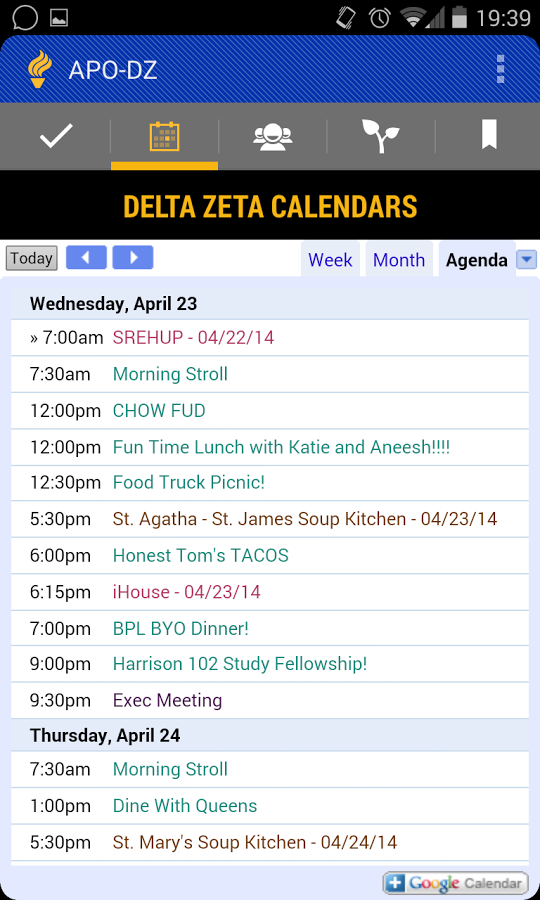 19:39
APO-DZ
DELTA ZETA CALENDARS
Today Week Month Agenda
Wednesday, April 23
» 7:00am SREHUP - 04/22/14
7:30am Morning Stroll
12:00pm CHOW FUD
12:00pm Fun Time Lunch with Katie and Aneesh!!!!
12:30pm Food Truck Picnic!
5:30pm St. Agatha - St. James Soup Kitchen - 04/23/14
6:00pm Honest Tom's TACOS
6:15pm iHouse - 04/23/14
7:00pm BPL BYO Dinner!
9:00pm Harrison 102 Study Fellowship!
9:30pm Exec Meeting
Thursday, April 24
7:30am Morning Stroll
1:00pm Dine With Queens
5:30pm St. Mary's Soup Kitchen - 04/24/14
Google Calendar